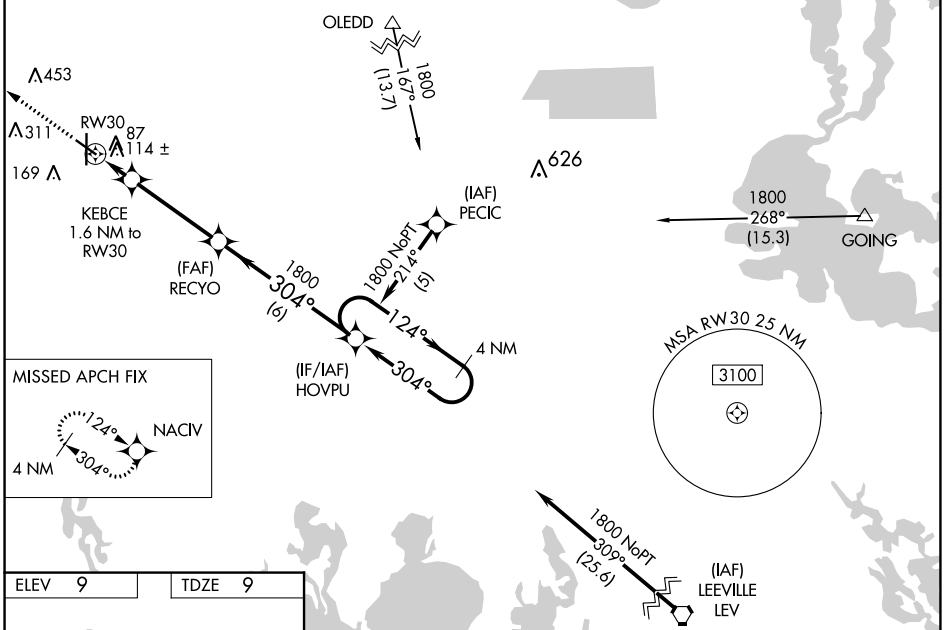 OLEDD
1800
167°
(13.7)
453
311
RW30
87
114 ±
169
626
KEBCE
1.6 NM to
RW30
(IAF)
PECIC
1800
268°
(15.3)
GOING
1800 NoPT
214°
(5)
(FAF)
RECYO
1800
304°
(6)
124°
304°
4 NM
(IF/IAF)
HOVPU
MSA RW30 25 NM
3100
MISSED APCH FIX
124°
304°
NACIV
4 NM
1800 NoPT
309°
(25.6)
(IAF)
LEEVILLE
LEV
ELEV 9
TDZE 9